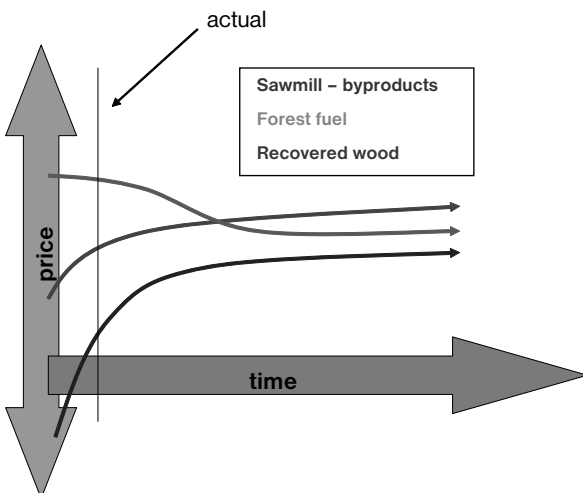 actual
Sawmill – byproducts
Forest fuel
Recovered wood
price
time